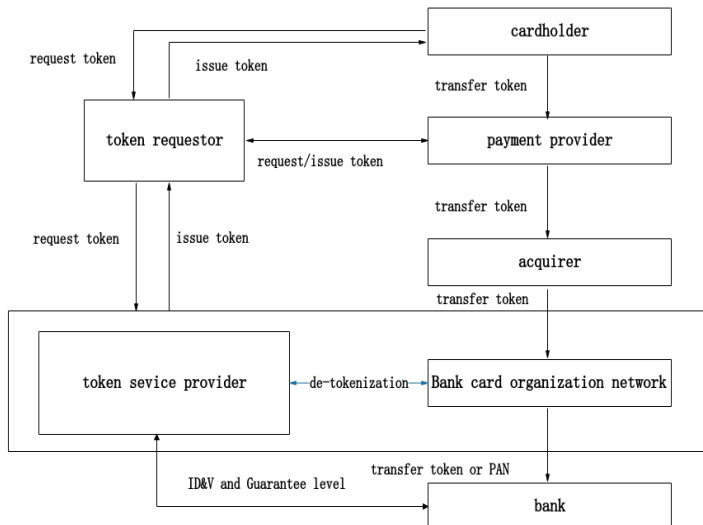 cardholder
request token
issue token
transfer token
token requestor
payment provider
request/issue token
transfer token
request token
issue token
acquirer
transfer token
token sevice provider
de-tokenization
Bank card organization network
transfer token or PAN
ID&V and Guarantee level
bank